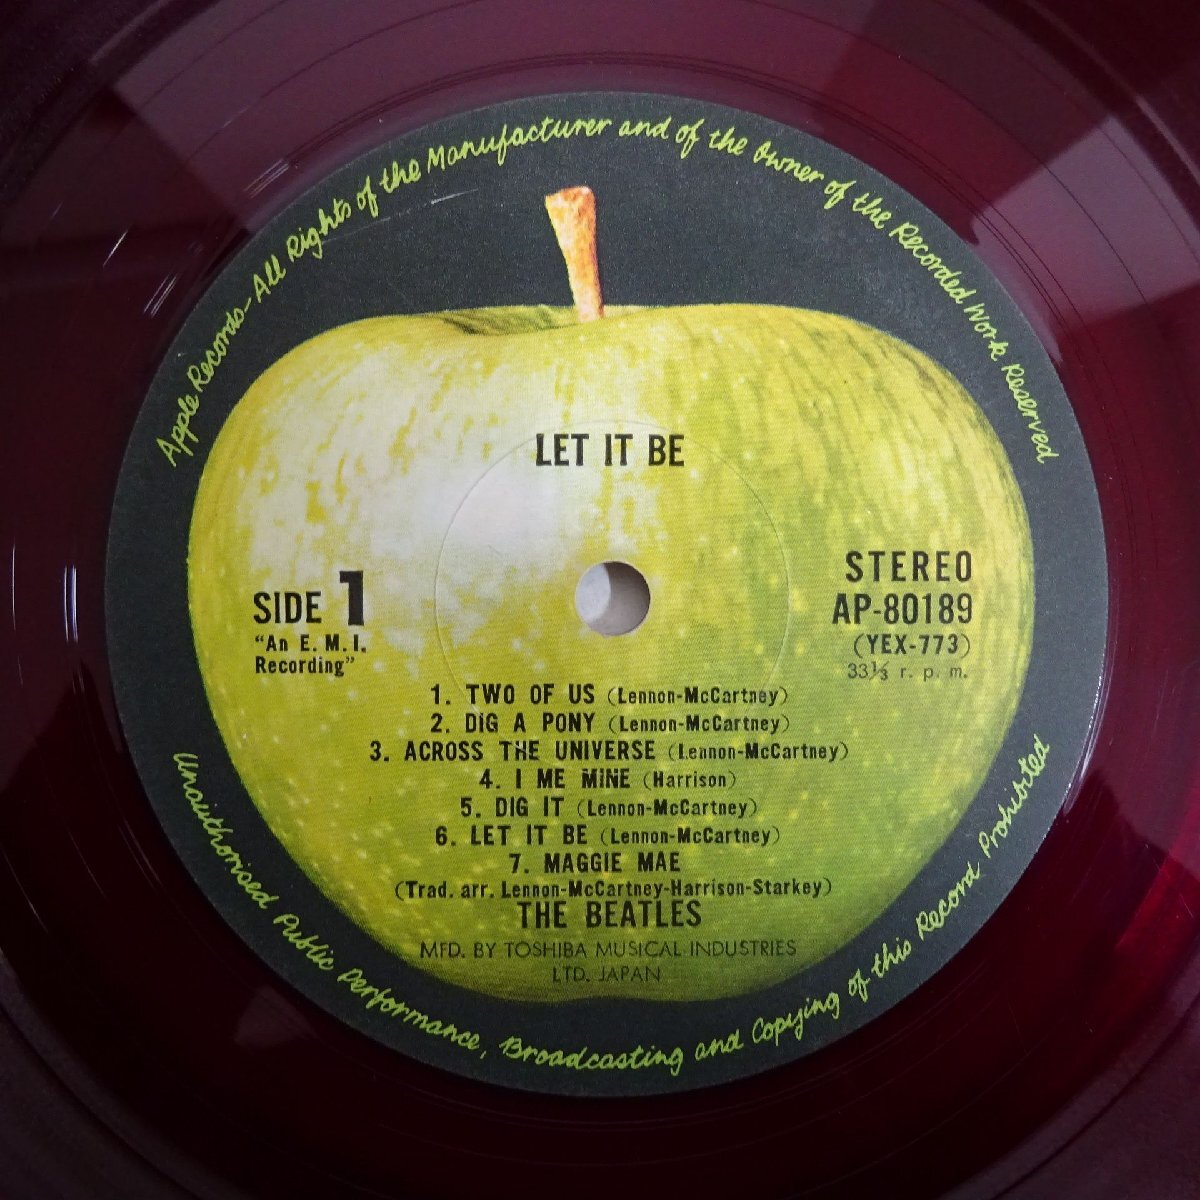 Apple Records-All Rights of the Manufacturer and of the Owner of the Recorded Work Reserved
LET IT BE
SIDE 1
"An E. M. I.
Recording"
STEREO
AP-80189
(YEX-773)
33⅓ r. p. m.
1. TWO OF US (Lennon-McCartney)
2. DIG A PONY (Lennon-McCartney)
3. ACROSS THE UNIVERSE (Lennon-McCartney)
4. I ME MINE (Harrison)
5. DIG IT (Lennon-McCartney)
6. LET IT BE (Lennon-McCartney)
7. MAGGIE MAE
(Trad. arr. Lennon-McCartney-Harrison-Starkey)
THE BEATLES
MFD. BY TOSHIBA MUSICAL INDUSTRIES
LTD. JAPAN
Unauthorised Public Performance, Broadcasting and Copying of this Record Prohibited